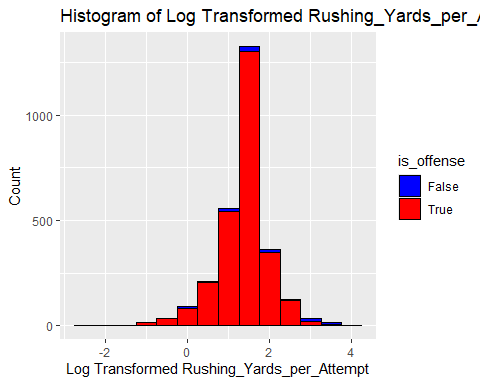 Histogram of Log Transformed Rushing_Yards_per_A
1000
500
0
Count
-2 0 2 4
Log Transformed Rushing_Yards_per_Attempt
is_offense
False
True